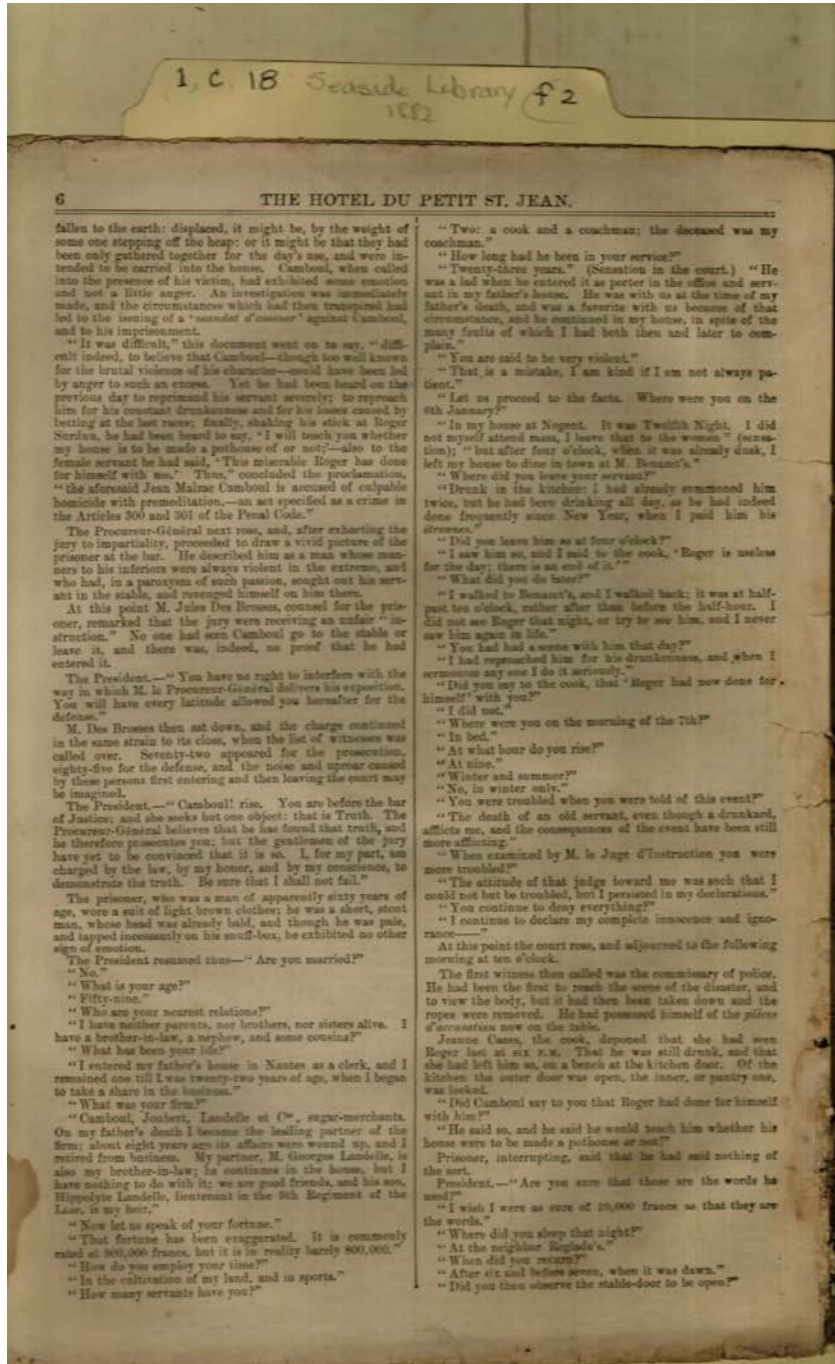 1, C, 18 Seaside Library f 2
1882
6
THE HOTEL DU PETIT ST. JEAN.
fallen to the earth: displaced, it might be, by the weight of
some one stepping off the heap: or it might be that they had
been only gathered together for the day's use, and were in-
tended to be carried into the house. Camboul, when called
into the presence of his victim, had exhibited some emotion
and not a little anger. An investigation was immediately
made, and the circumstances which had then transpired had
led to the issuing of a 'mandat d'amener' against Camboul,
and to his imprisonment.
"It was difficult," this document went on to say, "diffi-
cult indeed, to believe that Camboul—though too well known
for the brutal violence of his character—could have been led
by anger to such an excess. Yet he had been heard on the
previous day to reprimand his servant severely; to reproach
him for his constant drunkenness and for his losses caused by
betting at the last races; finally, shaking his stick at Roger
Surdun, he had been heard to say, 'I will teach you whether
my house is to be made a pothouse of or not;'—also to the
female servant he had said, 'This miserable Roger has done
for himself with me.' Thus," concluded the proclamation,
"the aforesaid Jean Camboul is accused of culpable
homicide with premeditation,—an act specified as a crime in
the Articles 300 and 301 of the Penal Code."
The Procureur-Général next rose, and, after exhorting the
jury to impartiality, proceeded to draw a vivid picture of the
prisoner at the bar. He described him as a man whose man-
ners to his inferiors were always violent in the extreme, and
who had, in a paroxysm of such passion, sought out his serv-
ant in the stable, and revenged himself on him there.
At this point M. Jules Des Brosses, counsel for the pris-
oner, remarked that the jury were receiving an unfair "in-
struction." No one had seen Camboul go to the stable or
leave it, and there was, indeed, no proof that he had
entered it.
The President.—"You have no right to interfere with the
way in which M. le Procureur-Général delivers his exposition.
You will have every latitude allowed you hereafter for the
defense."
M. Des Brosses then sat down, and the charge continued
in the same strain to its close, when the list of witnesses was
called over. Seventy-two appeared for the prosecution,
eighty-five for the defense, and the noise and uproar caused
by these persons first entering and then leaving the court may
be imagined.
The President.—"Camboul! rise. You are before the bar
of Justice; and she seeks but one object: that is Truth. The
Procureur-Général believes that he has found that truth, and
he therefore prosecutes you; but the gentlemen of the jury
have yet to be convinced that it is so. I, for my part, am
charged by the law, by my honor, and by my conscience, to
demonstrate the truth. Be sure that I shall not fail."
The prisoner, who was a man of apparently sixty years of
age, wore a suit of light brown clothes; he was a short, stout
man, whose head was already bald, and though he was pale,
and tapped incessantly on his snuff-box, he exhibited no other
sign of emotion.
The President resumed thus—"Are you married?"
"No."
"What is your age?"
"Fifty-nine."
"Who are your nearest relations?"
"I have neither parents, nor brothers, nor sisters alive. I
have a brother-in-law, a nephew, and some cousins?"
"What has been your life?"
"I entered my father's house in Nantes as a clerk, and I
remained one till I was twenty-two years of age, when I began
to take a share in the business."
"What was your firm?"
"Camboul, Joubert, Landelle et Cie, sugar-merchants.
On my father's death I became the leading partner of the
firm; about eight years ago its affairs were wound up, and I
retired from business. My partner, M. Georges Landelle, is
also my brother-in-law; he continues in the house, but I
have nothing to do with it; we are good friends, and his son,
Hippolyte Landelle, lieutenant in the 9th Regiment of the
Line, is my heir."
"Now let us speak of your fortune."
"That fortune has been exaggerated. It is commonly
rated at 900,000 francs, but it is in reality barely 800,000."
"How do you employ your time?"
"In the cultivation of my land, and in sports."
"How many servants have you?"
"Two: a cook and a coachman; the deceased was my
coachman."
"How long had he been in your service?"
"Twenty-three years." (Sensation in the court.) "He
was a lad when he entered it as porter in the office and serv-
ant in my father's house. He was with us at the time of my
father's death, and was a favorite with us because of that
circumstance, and he continued in my house, in spite of the
many faults of which I had both then and later to com-
plain."
"You are said to be very violent."
"That is a mistake, I am kind if I am not always pa-
tient."
"Let us proceed to the facts. Where were you on the
6th January?"
"In my house at Nogent. It was Twelfth Night. I did
not myself attend mass, I leave that to the women" (sensa-
tion); "but after four o'clock, when it was already dusk, I
left my house to dine in town at M. Benazet's."
"Where did you leave your servant?"
"Drunk in the kitchen: I had already summoned him
twice, but he had been drinking all day, as he had indeed
done frequently since New Year, when I paid him his
étrennes."
"Did you leave him so at four o'clock?"
"I saw him so, and I said to the cook, 'Roger is useless
for the day; there is an end of it.'"
"What did you do later?"
"I walked to Benazet's, and I walked back; it was at half-
past ten o'clock, rather after than before the half-hour. I
did not see Roger that night, or try to see him, and I never
saw him again in life."
"You had had a scene with him that day?"
"I had reproached him for his drunkenness, and when I
sermonize any one I do it seriously."
"Did you say to the cook, that 'Roger had now done for
himself' with you?"
"I did not."
"Where were you on the morning of the 7th?"
"In bed."
"At what hour do you rise?"
"At nine."
"Winter and summer?"
"No, in winter only."
"You were troubled when you were told of this event?"
"The death of an old servant, even though a drunkard,
afflicts me, and the consequences of the event have been still
more afflicting."
"When examined by M. le Juge d'Instruction you were
more troubled?"
"The attitude of that judge toward me was such that I
could not but be troubled, but I persisted in my declarations."
"You continue to deny everything?"
"I continue to declare my complete innocence and igno-
rance——"
At this point the court rose, and adjourned to the following
morning at ten o'clock.
The first witness then called was the commissary of police.
He had been the first to reach the scene of the disaster, and
to view the body, but it had then been taken down and the
ropes were removed. He had possessed himself of the pièces
d'accusation now on the table.
Jeanne Cazes, the cook, deponed that she had seen
Roger last at six P.M. That he was still drunk, and that
she had left him so, on a bench at the kitchen door. Of the
kitchen the outer door was open, the inner, or pantry one,
was locked.
"Did Camboul say to you that Roger had done for himself
with him?"
"He said so, and he said he would teach him whether his
house were to be made a pothouse or not?"
Prisoner, interrupting, said that he had said nothing of
the sort.
President.—"Are you sure that those are the words he
used?"
"I wish I were as sure of 10,000 francs as that they are
the words."
"Where did you sleep that night?"
"At the neighbor Reglade's."
"When did you return?"
"After six and before seven, when it was dawn."
"Did you then observe the stable-door to be open?"